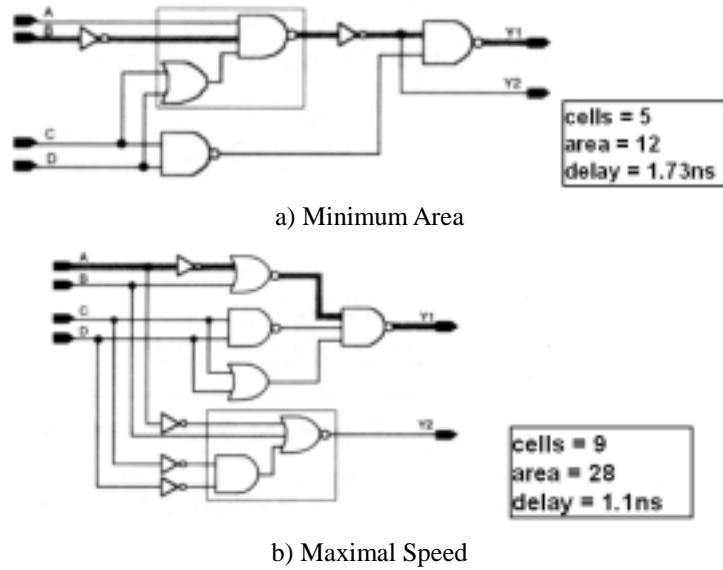 A
B
Y1
Y2
C
D
cells = 5
area = 12
delay = 1.73ns
a) Minimum Area
A
B
C
D
Y1
Y2
cells = 9
area = 28
delay = 1.1ns
b) Maximal Speed